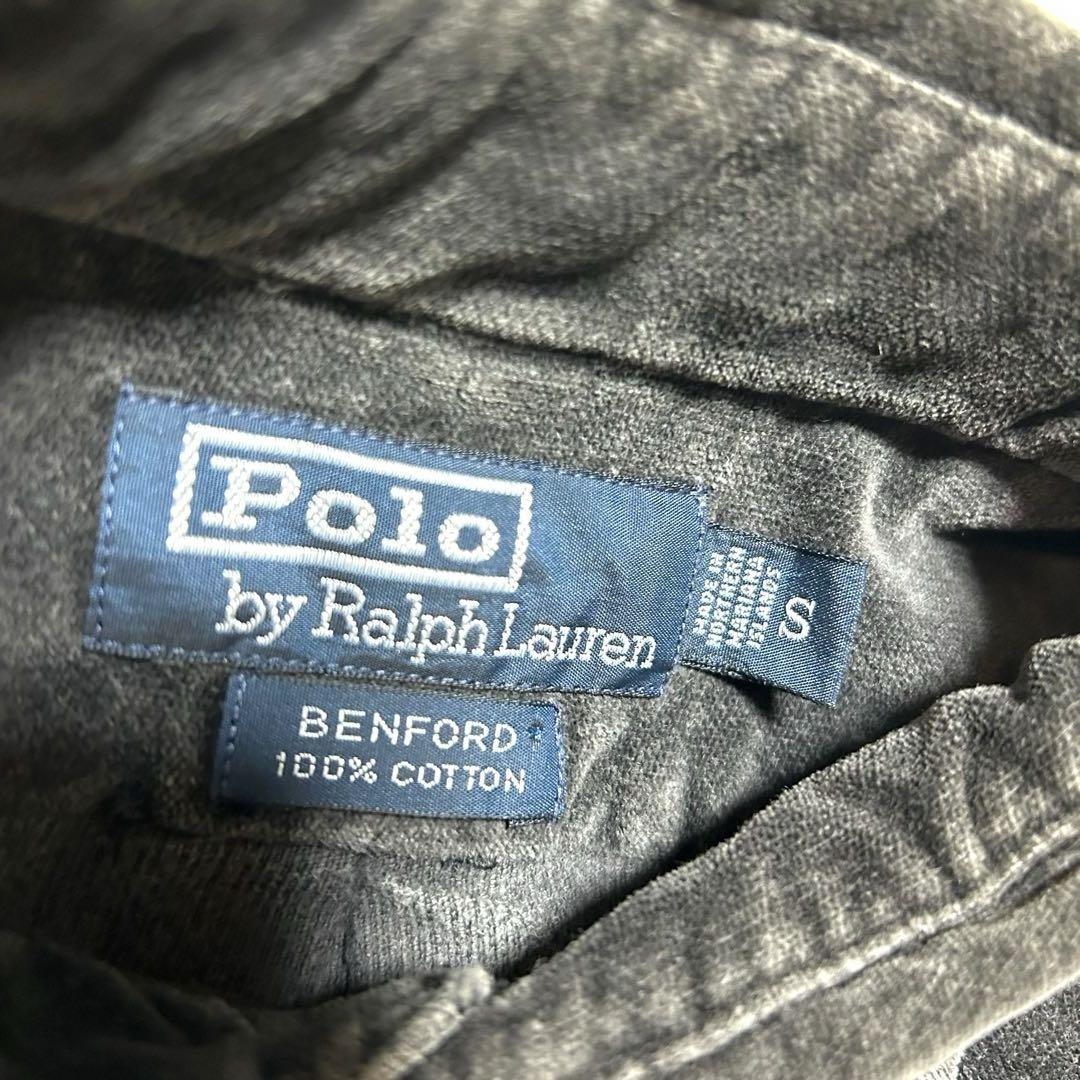 Polo
by Ralph Lauren
MADE IN
NORTHERN
MARIANA
ISLANDS
S
BENFORD
100% COTTON